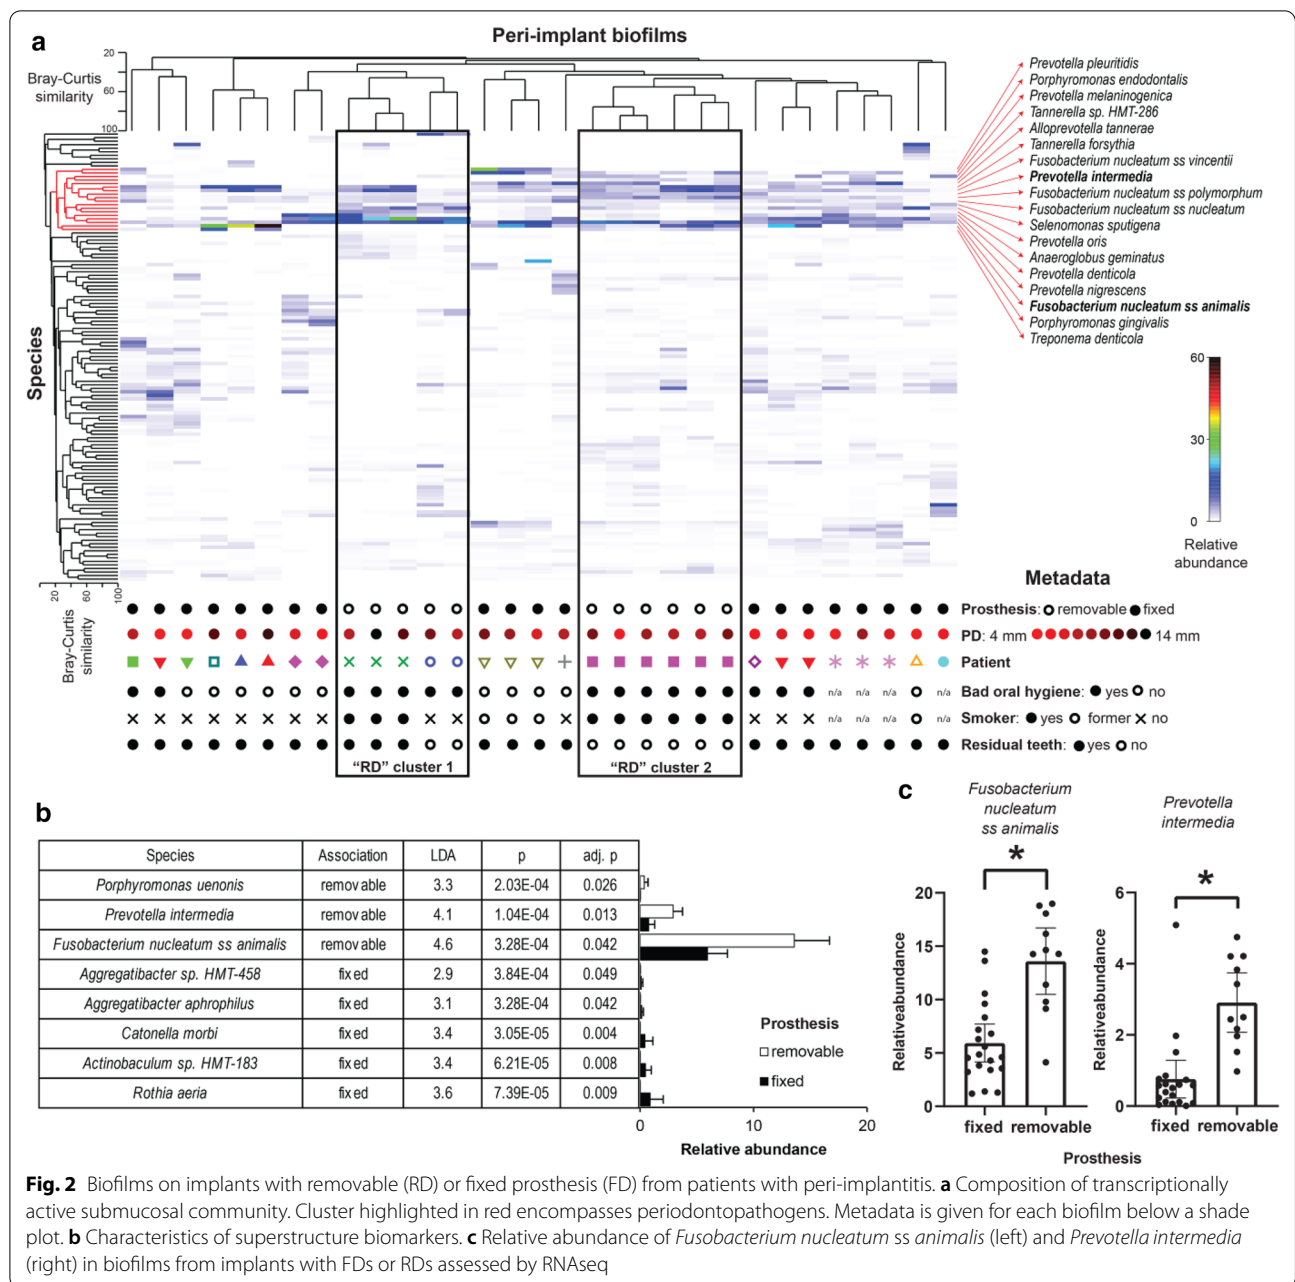 a
Peri-implant biofilms
20
60
100
Bray-Curtis
similarity
Prevotella pleuritidis
Porphyromonas endodontalis
Prevotella melaninogenica
Tannerella sp. HMT-286
Alloprevotella tannerae
Tannerella forsythia
Fusobacterium nucleatum ss vincentii
Prevotella intermedia
Fusobacterium nucleatum ss polymorphum
Fusobacterium nucleatum ss nucleatum
Selenomonas sputigena
Prevotella oris
Anaeroglobus geminatus
Prevotella denticola
Prevotella nigrescens
Fusobacterium nucleatum ss animalis
Porphyromonas gingivalis
Treponema denticola
Species
60
30
0
Relative
abundance
20
60
100
Bray-Curtis
similarity
Metadata
Prosthesis: removable fixed
PD: 4 mm 14 mm
Patient
n/a n/a n/a n/a Bad oral hygiene: yes no
n/a n/a n/a n/a Smoker: yes former no
Residual teeth: yes no
"RD" cluster 1
"RD" cluster 2
b
Species Association LDA p adj. p
Porphyromonas uenonis removable 3.3 2.03E-04 0.026
Prevotella intermedia removable 4.1 1.04E-04 0.013
Fusobacterium nucleatum ss animalis removable 4.6 3.28E-04 0.042
Aggregatibacter sp. HMT-458 fixed 2.9 3.84E-04 0.049
Aggregatibacter aphrophilus fixed 3.1 3.28E-04 0.042
Catonella morbi fixed 3.4 3.05E-05 0.004
Actinobaculum sp. HMT-183 fixed 3.4 6.21E-05 0.008
Rothia aeria fixed 3.6 7.39E-05 0.009
Prosthesis
removable
fixed
0 10 20
Relative abundance
c
Fusobacterium
nucleatum
ss animalis
*
20
15
10
5
0
Relativeabundance
fixed removable
Prevotella
intermedia
*
6
4
2
0
Relativeabundance
fixed removable
Prosthesis
Fig. 2 Biofilms on implants with removable (RD) or fixed prosthesis (FD) from patients with peri-implantitis. a Composition of transcriptionally
active submucosal community. Cluster highlighted in red encompasses periodontopathogens. Metadata is given for each biofilm below a shade
plot. b Characteristics of superstructure biomarkers. c Relative abundance of Fusobacterium nucleatum ss animalis (left) and Prevotella intermedia
(right) in biofilms from implants with FDs or RDs assessed by RNAseq